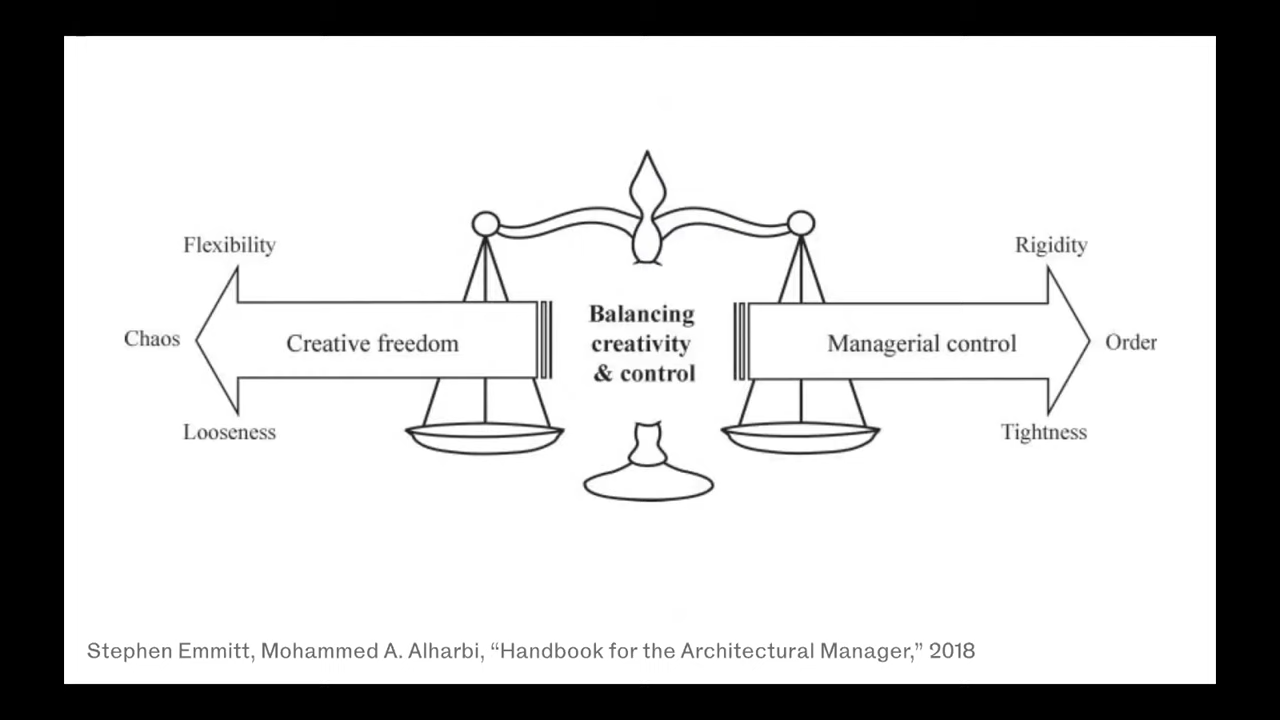 Flexibility
Rigidity
Balancing
creativity
& control
Chaos
Creative freedom
Managerial control
Order
Looseness
Tightness
Stephen Emmitt, Mohammed A. Alharbi, “Handbook for the Architectural Manager,” 2018